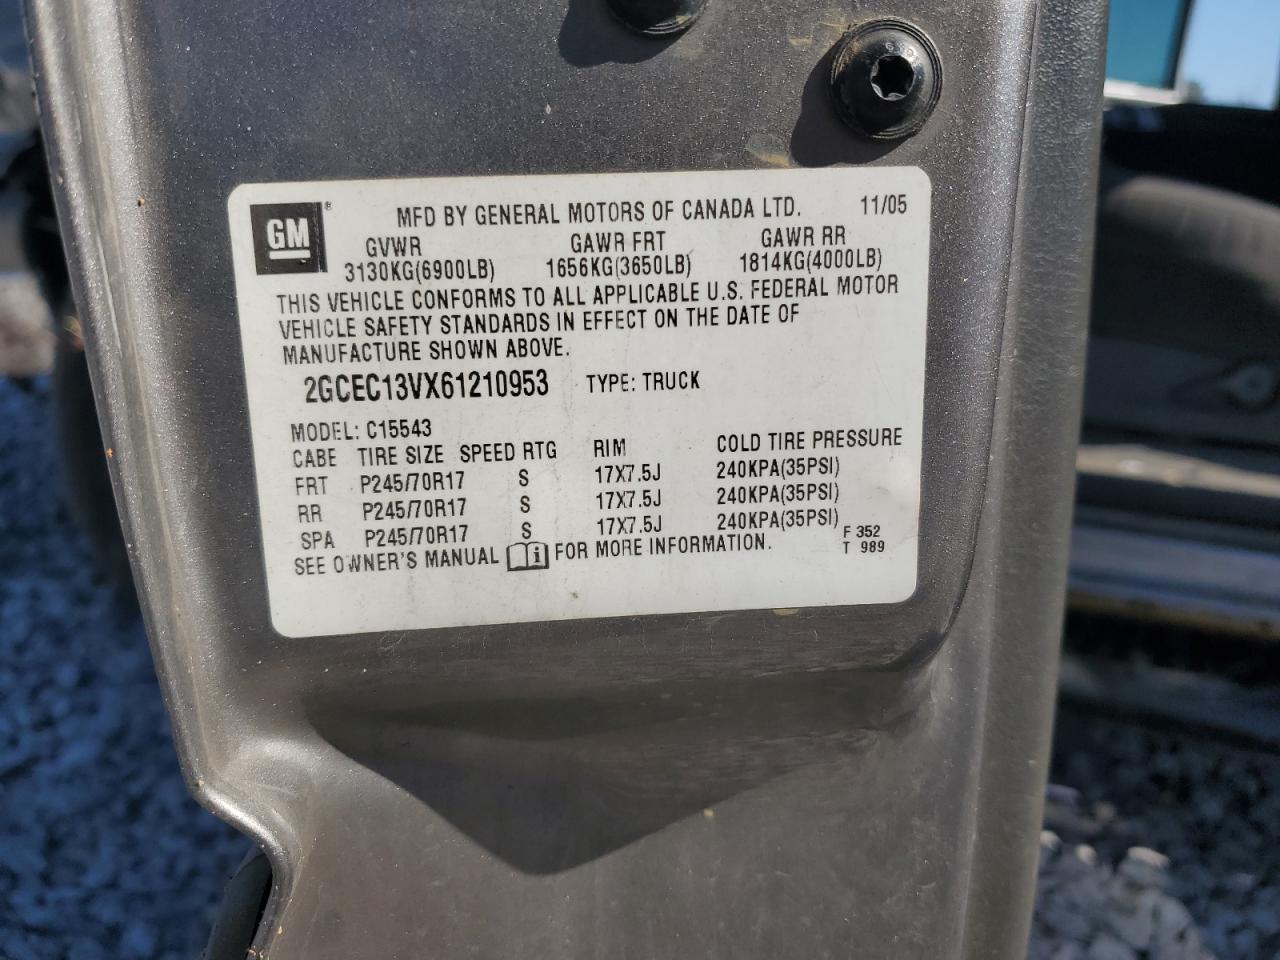 GM®
MFD BY GENERAL MOTORS OF CANADA LTD. 11/05
GVWR GAWR FRT GAWR RR
3130KG(6900LB) 1656KG(3650LB) 1814KG(4000LB)
THIS VEHICLE CONFORMS TO ALL APPLICABLE U.S. FEDERAL MOTOR
VEHICLE SAFETY STANDARDS IN EFFECT ON THE DATE OF
MANUFACTURE SHOWN ABOVE.
2GCEC13VX61210953 TYPE: TRUCK
MODEL: C15543
CABE TIRE SIZE SPEED RTG RIM COLD TIRE PRESSURE
FRT P245/70R17 S 17X7.5J 240KPA(35PSI)
RR P245/70R17 S 17X7.5J 240KPA(35PSI)
SPA P245/70R17 S 17X7.5J 240KPA(35PSI)
SEE OWNER'S MANUAL i FOR MORE INFORMATION.
F 352
T 989